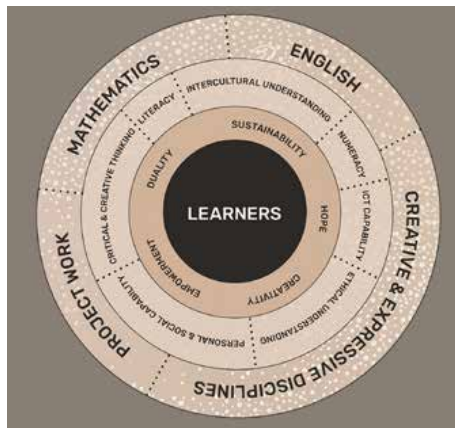 MATHEMATICS
ENGLISH
CREATIVE & EXPRESSIVE DISCIPLINES
PROJECT WORK
LITERACY
INTERCULTURAL UNDERSTANDING
NUMERACY
ICT CAPABILITY
ETHICAL UNDERSTANDING
PERSONAL & SOCIAL CAPABILITY
CRITICAL & CREATIVE THINKING
DUALITY
SUSTAINABILITY
HOPE
CREATIVITY
EMPOWERMENT
LEARNERS